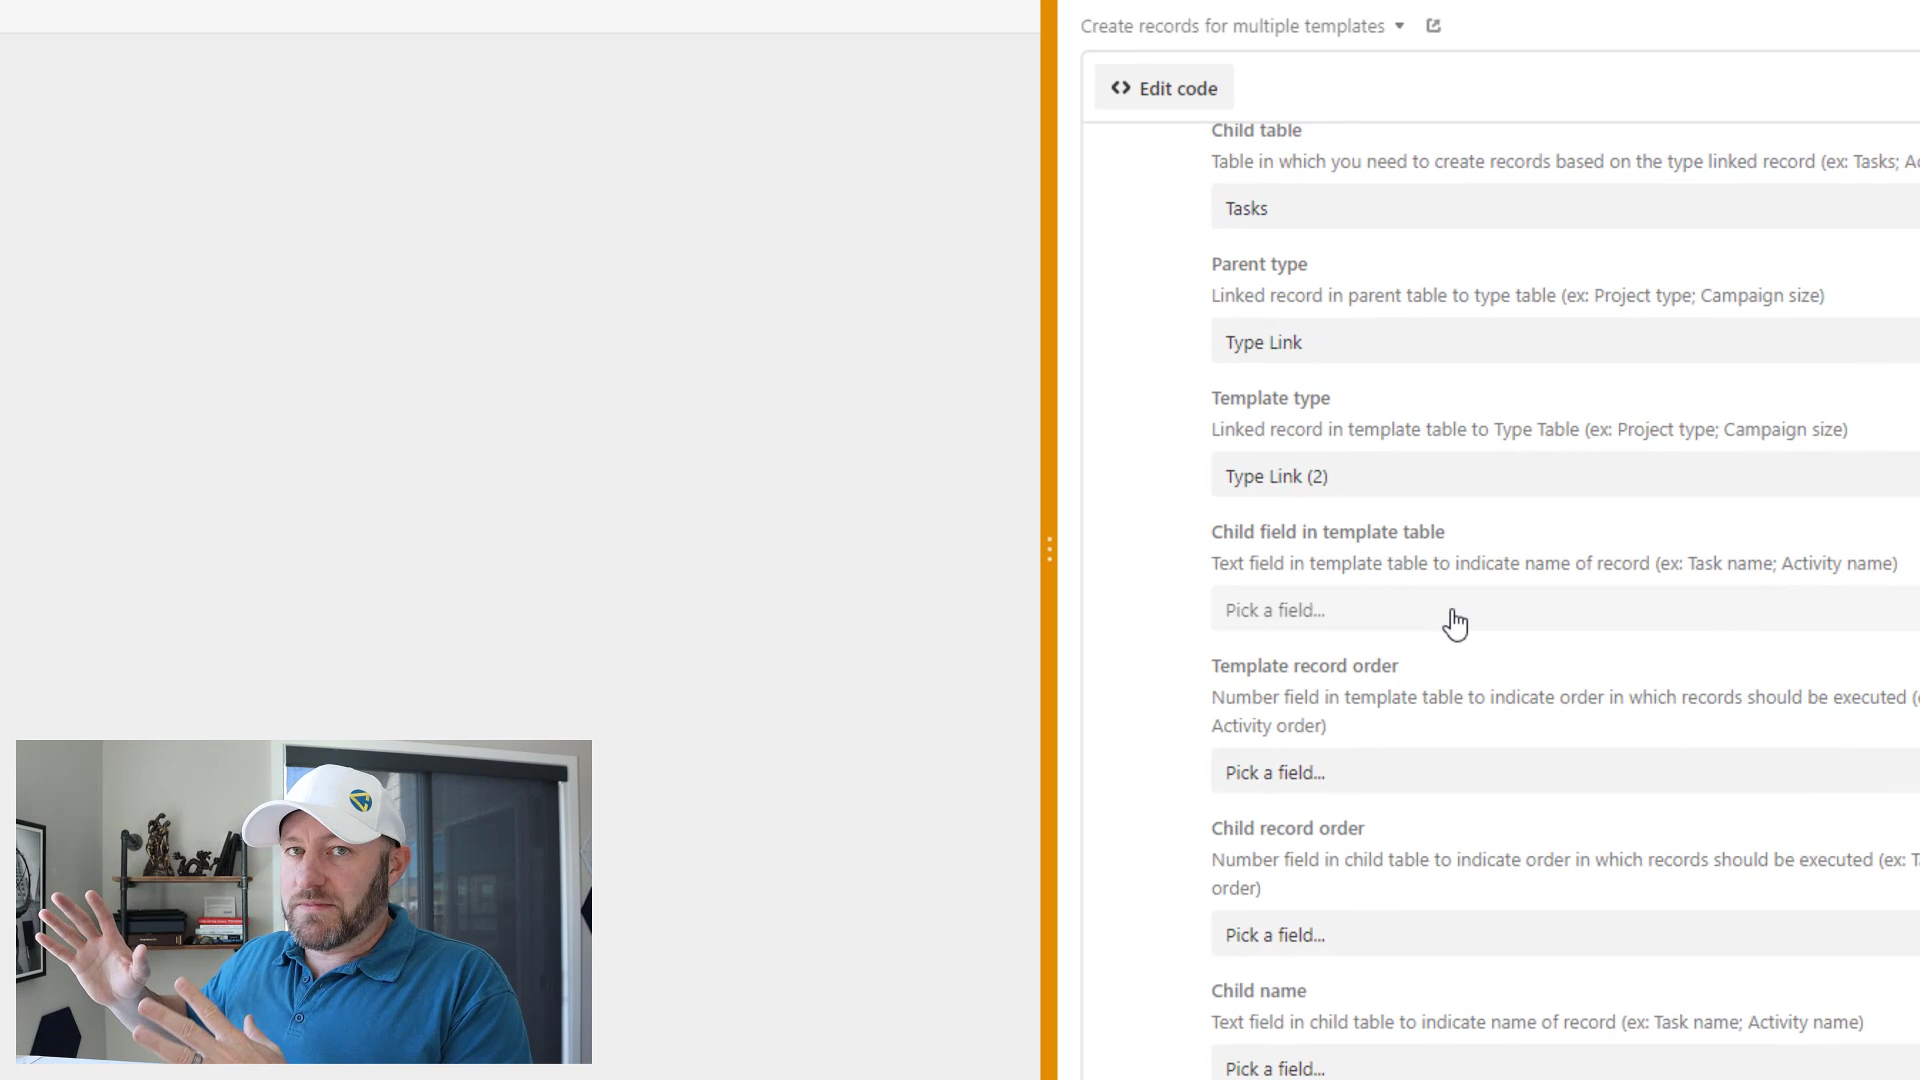 Create records for multiple templates
Edit code
Child table
Table in which you need to create records based on the type linked record (ex: Tasks;
Tasks
Parent type
Linked record in parent table to type table (ex: Project type; Campaign size)
Type Link
Template type
Linked record in template table to Type Table (ex: Project type; Campaign size)
Type Link (2)
Child field in template table
Text field in template table to indicate name of record (ex: Task name; Activity name)
Pick a field...
Template record order
Number field in template table to indicate order in which records should be executed
Activity order)
Pick a field...
Child record order
Number field in child table to indicate order in which records should be executed (ex:
order)
Pick a field...
Child name
Text field in child table to indicate name of record (ex: Task name; Activity name)
Pick a field...